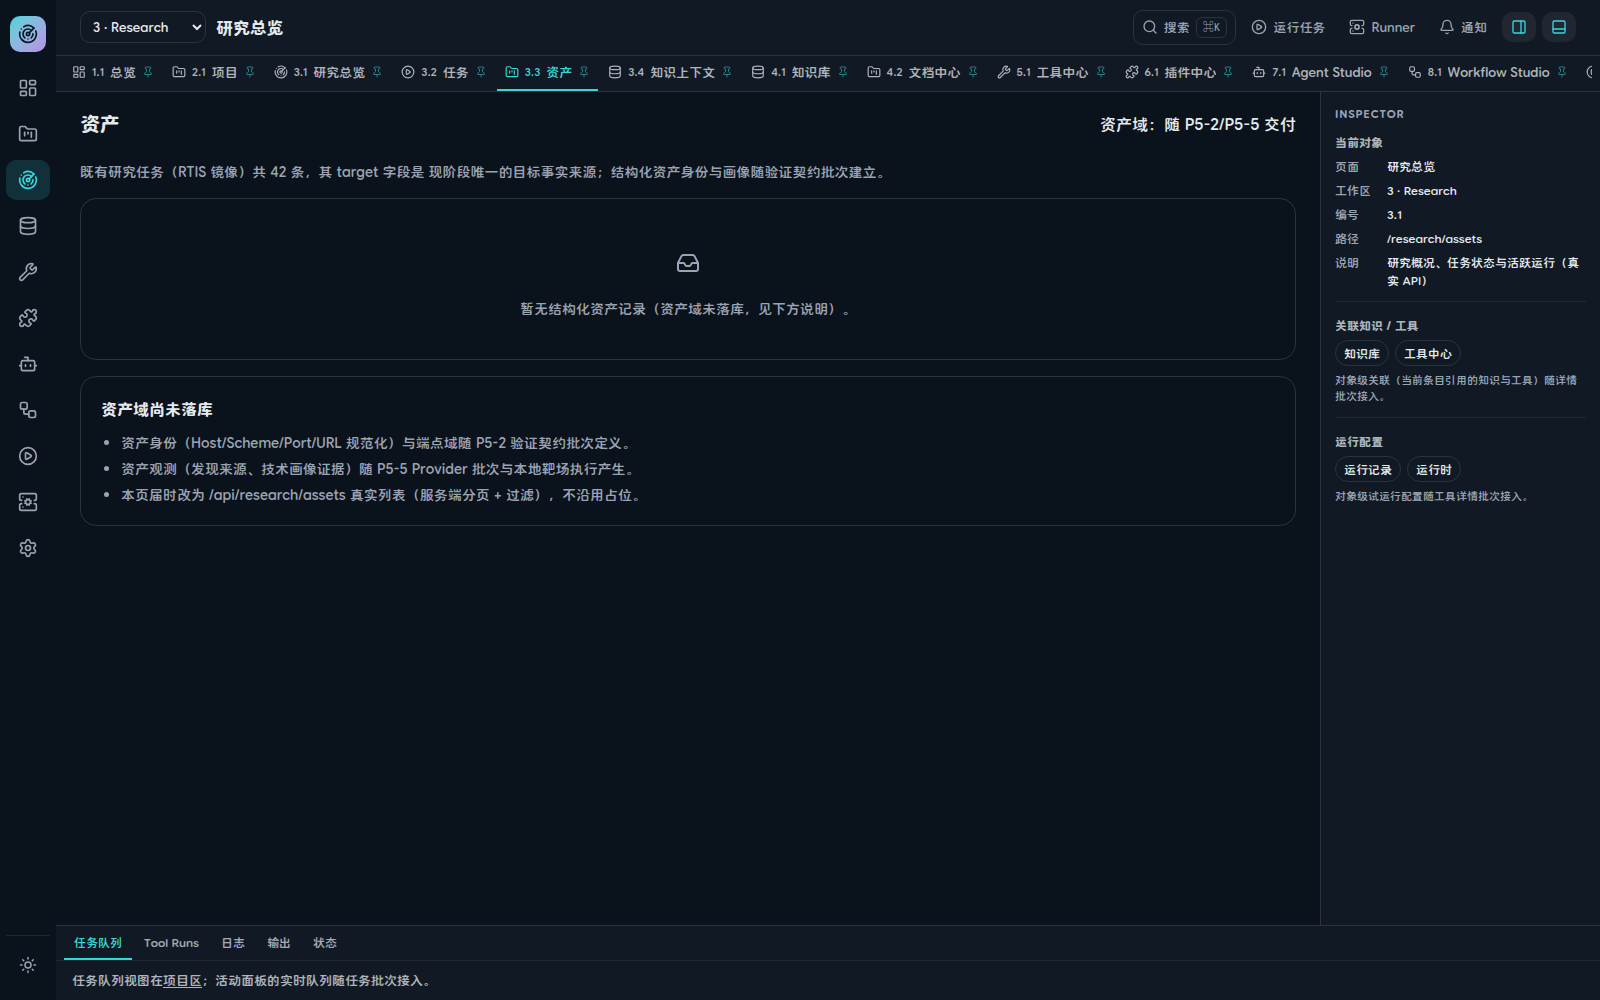 3 · Research
研究总览
搜索 ⌘K
运行任务
Runner
通知
1.1 总览
2.1 项目
3.1 研究总览
3.2 任务
3.3 资产
3.4 知识上下文
4.1 知识库
4.2 文档中心
5.1 工具中心
6.1 插件中心
7.1 Agent Studio
8.1 Workflow Studio
资产
资产域：随 P5-2/P5-5 交付
既有研究任务（RTIS 镜像）共 42 条，其 target 字段是 现阶段唯一的目标事实来源；结构化资产身份与画像随验证契约批次建立。
暂无结构化资产记录（资产域未落库，见下方说明）。
资产域尚未落库
资产身份（Host/Scheme/Port/URL 规范化）与端点域随 P5-2 验证契约批次定义。
资产观测（发现来源、技术画像证据）随 P5-5 Provider 批次与本地靶场执行产生。
本页届时改为 /api/research/assets 真实列表（服务端分页 + 过滤），不沿用占位。
INSPECTOR
当前对象
页面 研究总览
工作区 3 · Research
编号 3.1
路径 /research/assets
说明 研究概况、任务状态与活跃运行（真
实 API）
关联知识 / 工具
知识库 工具中心
对象级关联（当前条目引用的知识与工具）随详情
批次接入。
运行配置
运行记录 运行时
对象级试运行配置随工具详情批次接入。
任务队列
Tool Runs
日志
输出
状态
任务队列视图在项目区；活动面板的实时队列随任务批次接入。